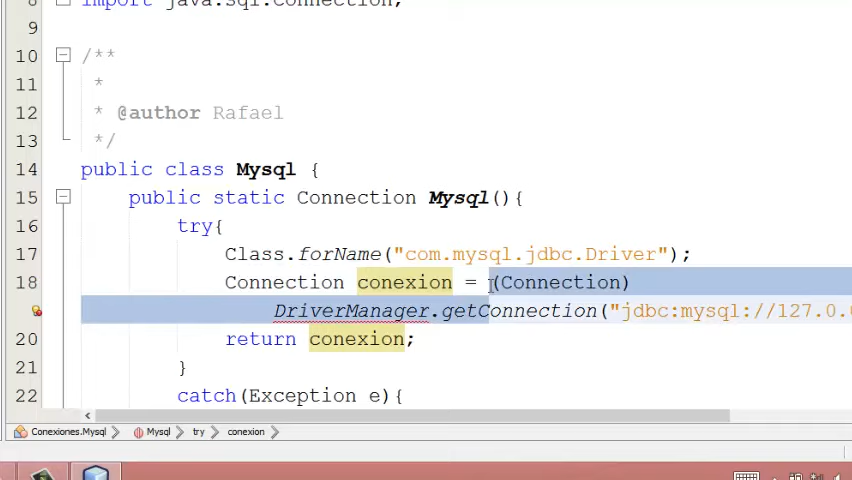 8 import java.sql.Connection;
9
10 /**
11 *
12 * @author Rafael
13 */
14 public class Mysql {
15 public static Connection Mysql(){
16 try{
17 Class.forName("com.mysql.jdbc.Driver");
18 Connection conexion = (Connection)
DriverManager.getConnection("jdbc:mysql://127.0.
20 return conexion;
21 }
22 catch(Exception e){
Conexiones.Mysql Mysql try conexion